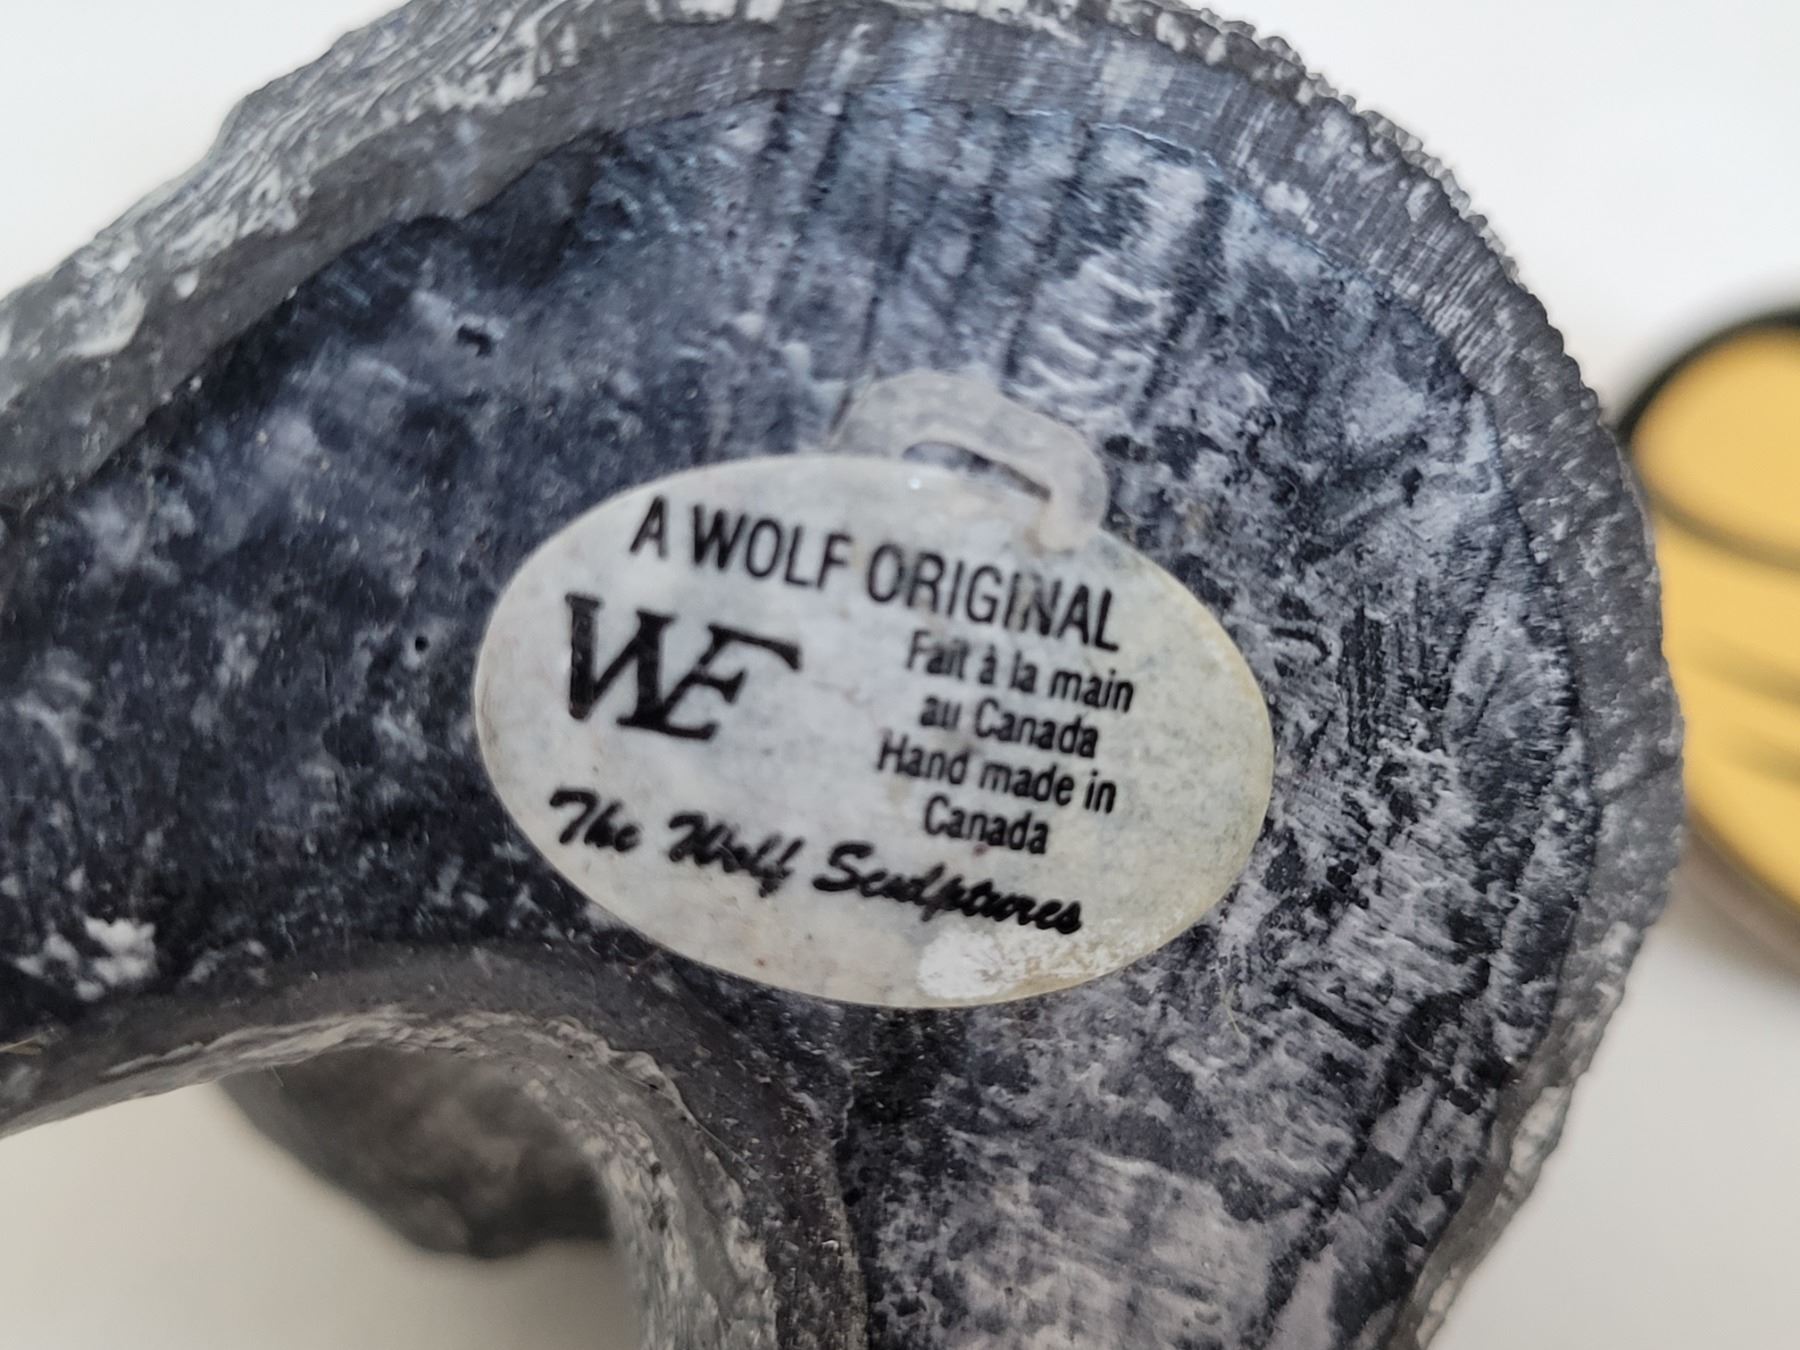 A WOLF ORIGINAL
WE
Fait à la main
au Canada
Hand made in
Canada
The Wolf Sculptures